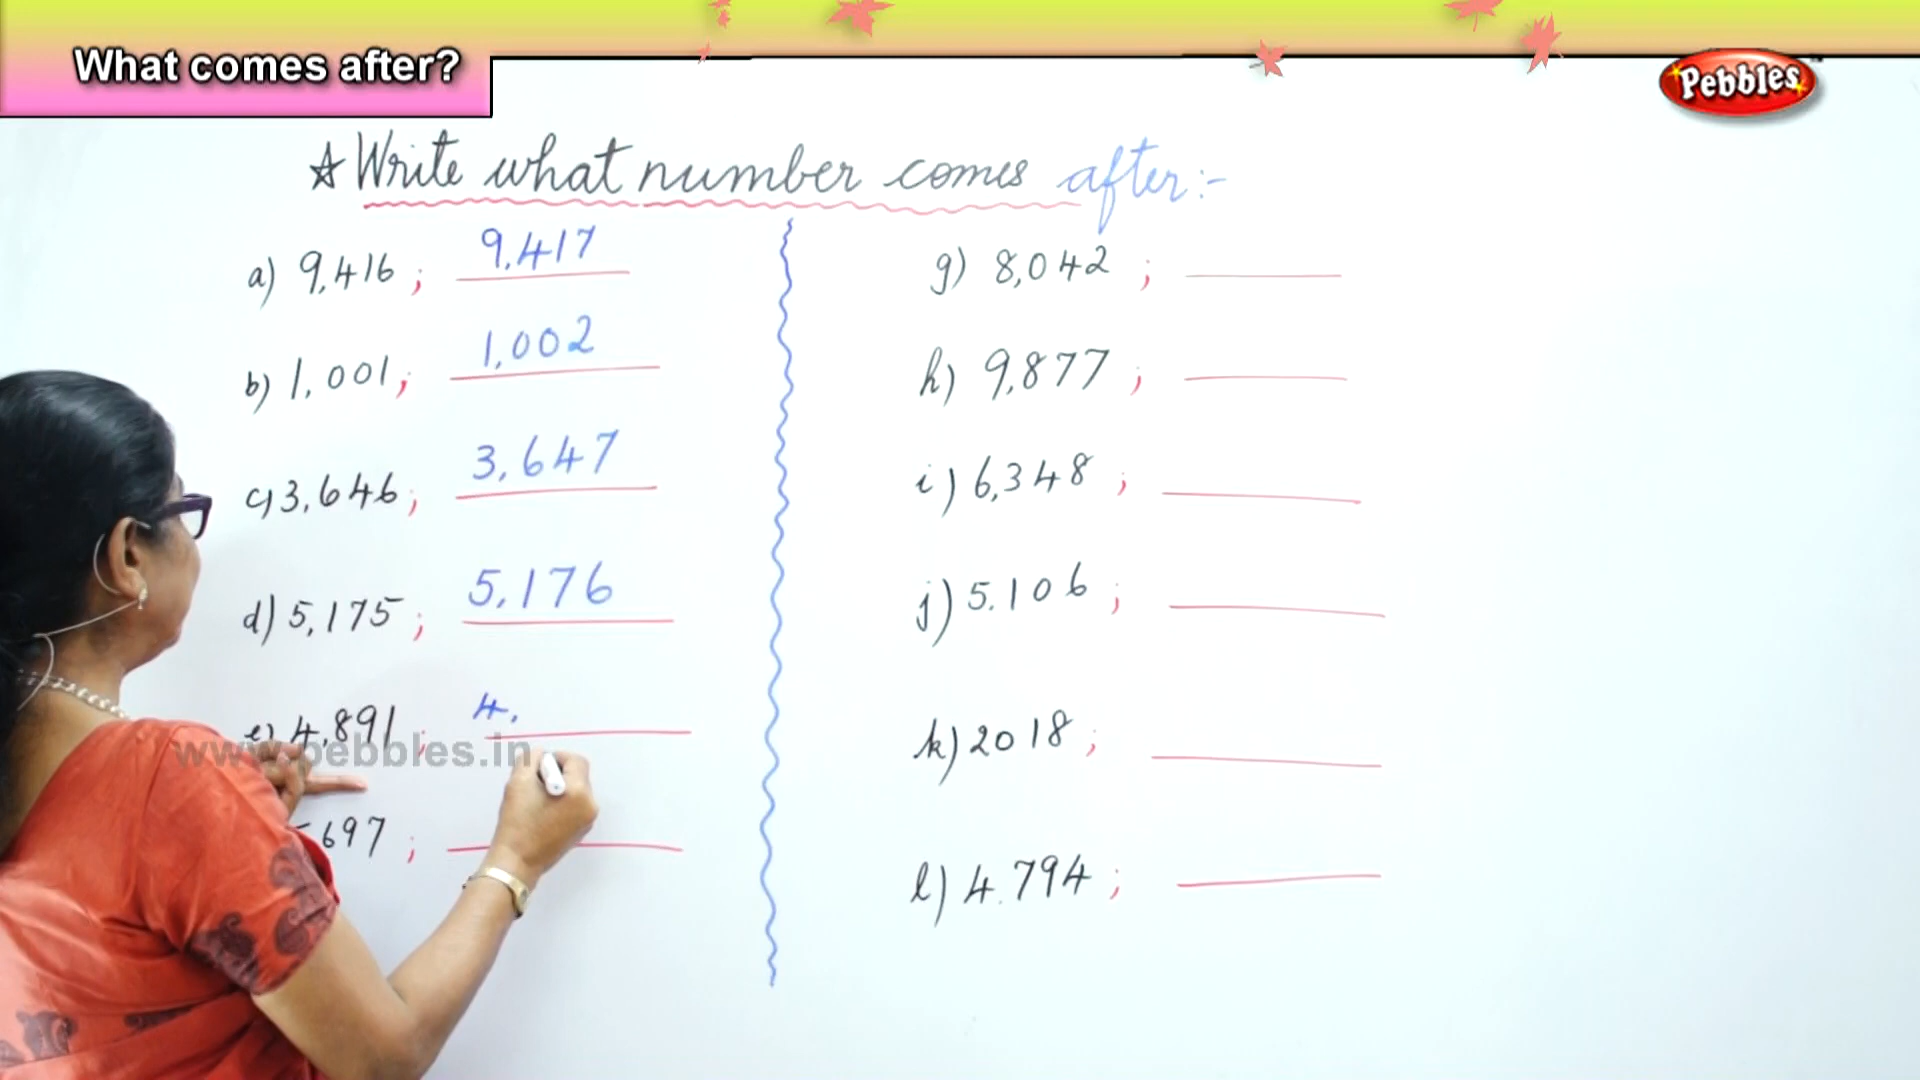 What comes after?
Pebbles
☆ Write what number comes after:-
a) 9,416 ; 9,417
b) 1,001 ; 1,002
c) 3,646 ; 3,647
d) 5,175 ; 5,176
e) 4,891 ; 4,
697 ;
www.pebbles.in
g) 8,042 ;
h) 9,877 ;
i) 6,348 ;
j) 5.106 ;
k) 2018 ;
l) 4.794 ;